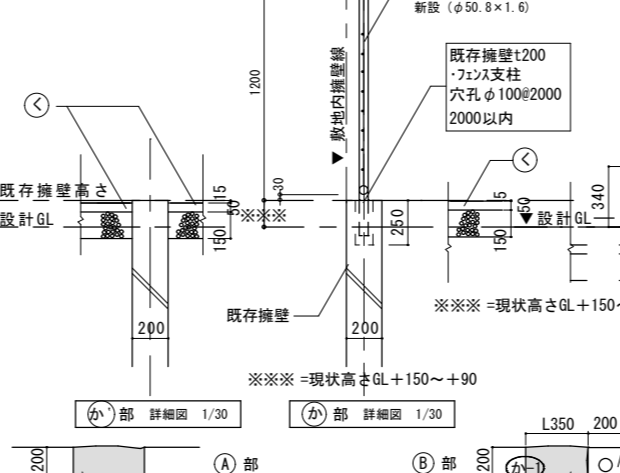 新設（φ50.8×1.6）
既存擁壁t200
・フェンス支柱
穴孔φ100@2000
2000以内
1200
敷地内擁壁線
く
く
既存擁壁高さ
設計GL
15
50
150
※※※
30
250
5
50
150
設計GL
340
既存擁壁
200
200
※※※ =現状高さGL+150~
※※※ =現状高さGL+150～+90
か' 部 詳細図 1/30
か 部 詳細図 1/30
L350 200
200
A 部
B 部
200
か-1